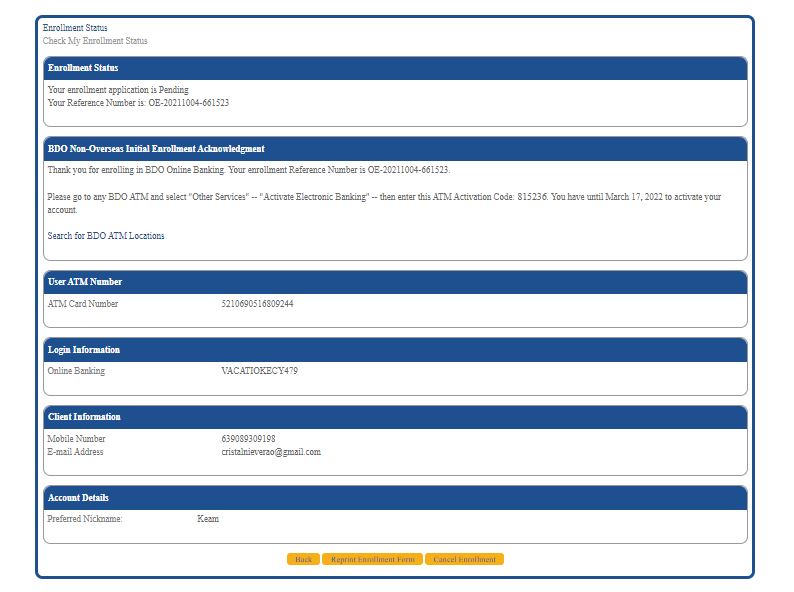 Enrollment Status
Check My Enrollment Status
Enrollment Status
Your enrollment application is Pending
Your Reference Number is: OE-20211004-661523
BDO Non-Overseas Initial Enrollment Acknowledgment
Thank you for enrolling in BDO Online Banking. Your enrollment Reference Number is OE-20211004-661523.
Please go to any BDO ATM and select "Other Services" -- "Activate Electronic Banking" -- then enter this ATM Activation Code: 815236. You have until March 17, 2022 to activate your
account.
Search for BDO ATM Locations
User ATM Number
ATM Card Number 5210690516809244
Login Information
Online Banking VACATIOKECY479
Client Information
Mobile Number 639089309198
E-mail Address cristalnieverao@gmail.com
Account Details
Preferred Nickname: Keam
Back Reprint Enrollment Form Cancel Enrollment